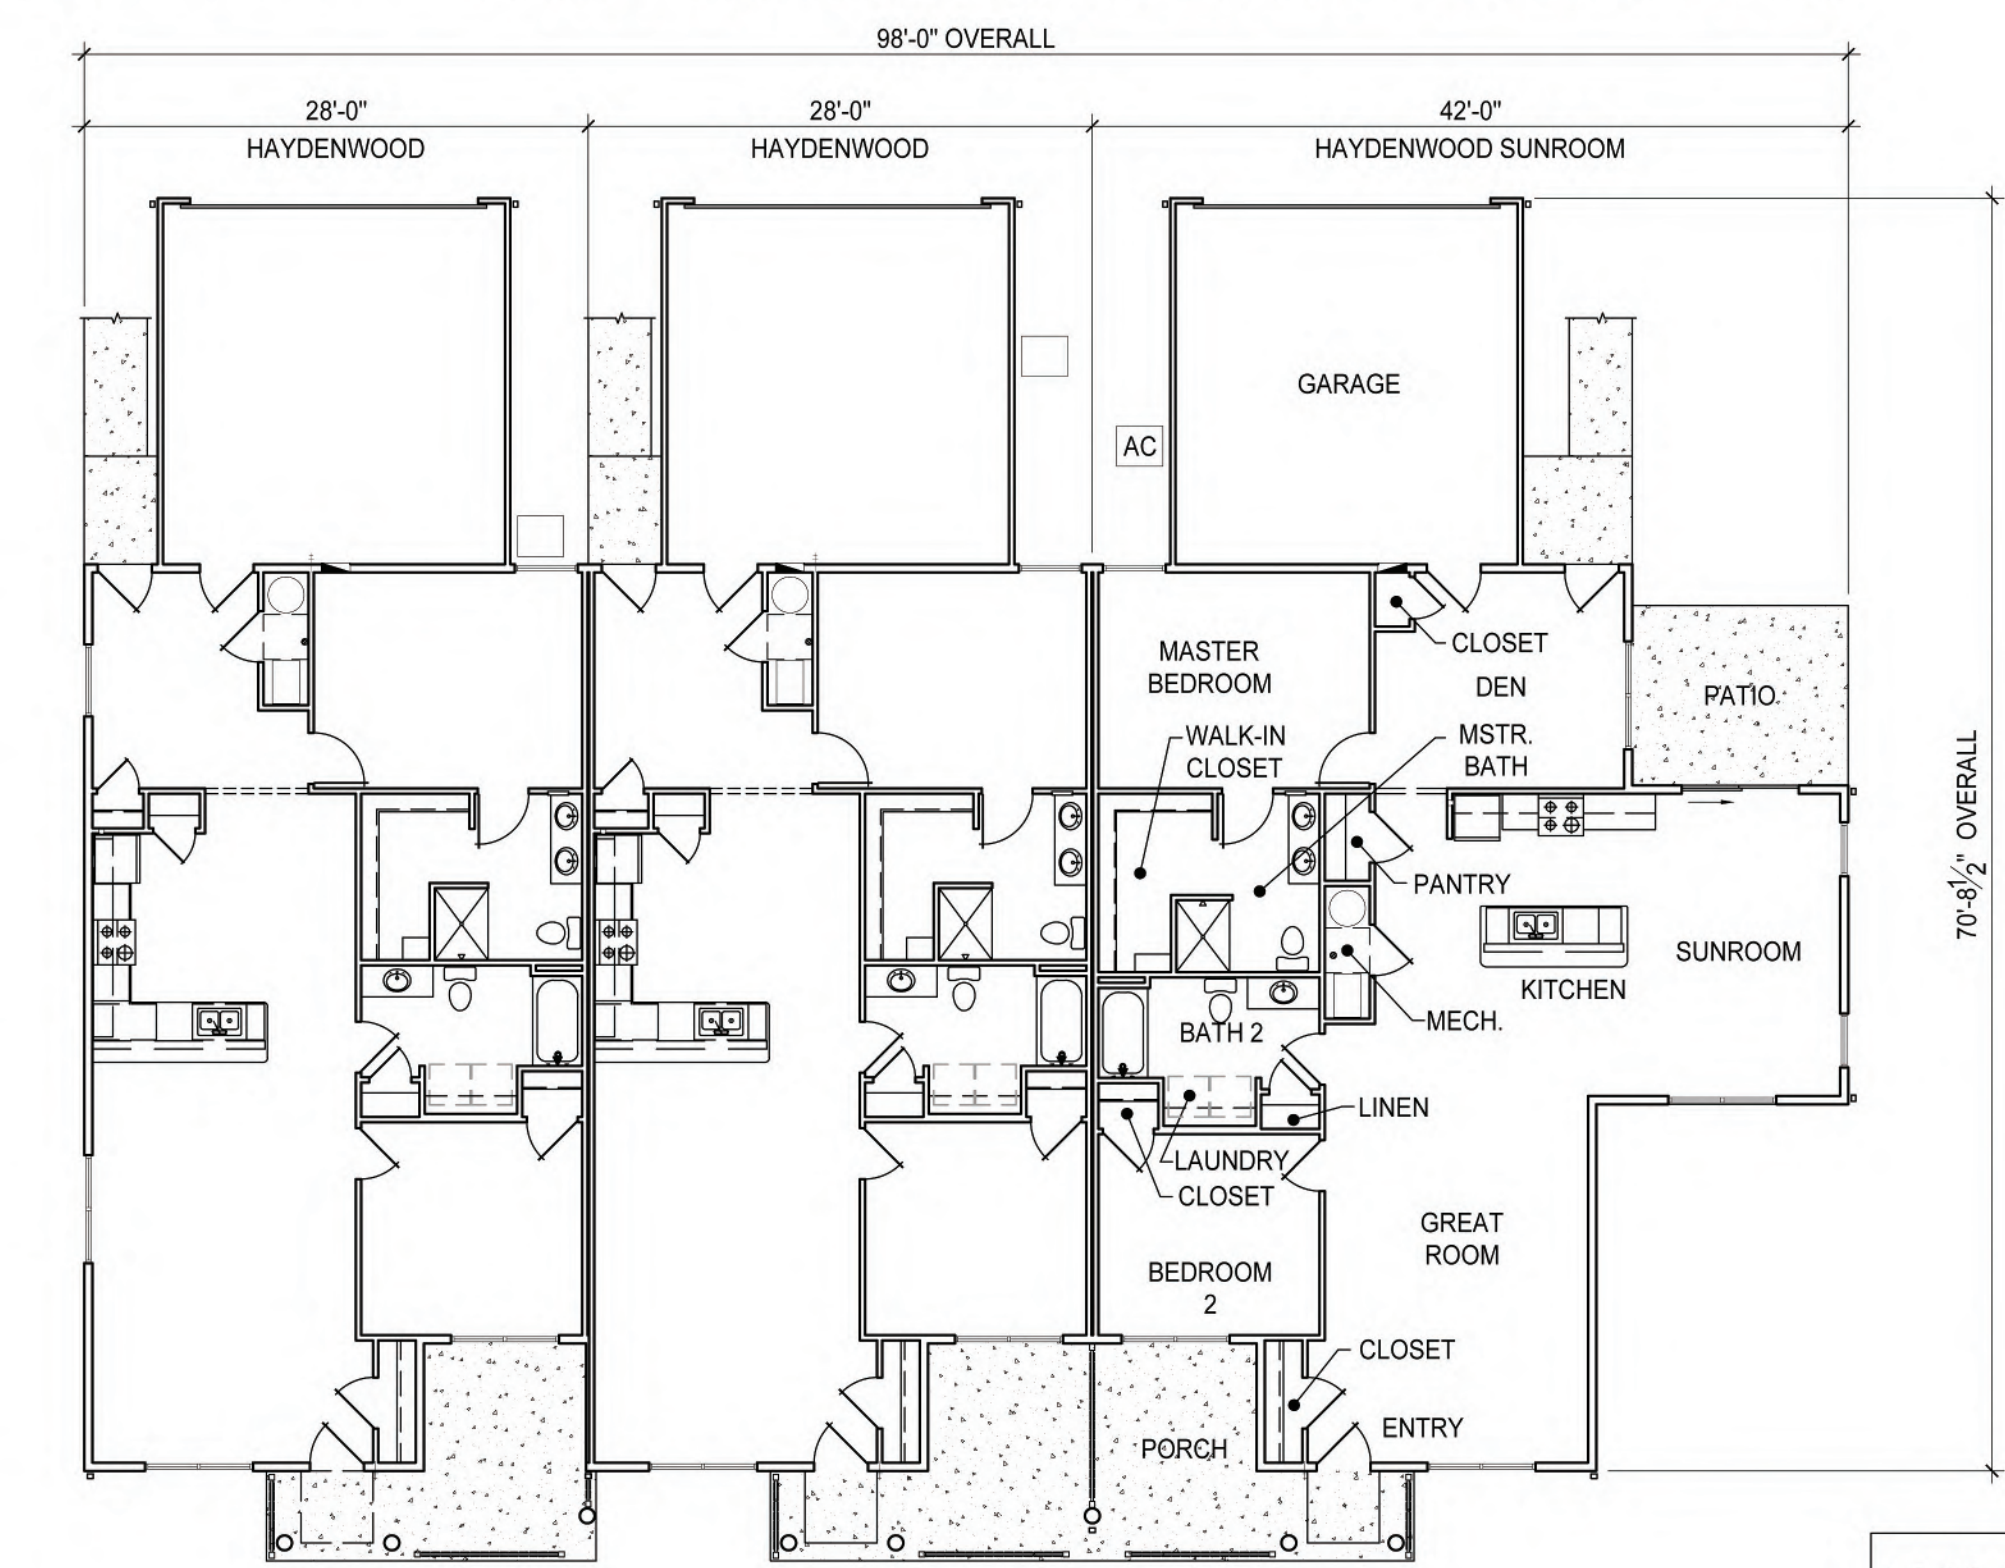 98'-0" OVERALL
28'-0"
28'-0"
42'-0"
HAYDENWOOD
HAYDENWOOD
HAYDENWOOD SUNROOM
GARAGE
AC
CLOSET
MASTER
BEDROOM
DEN
PATIO
WALK-IN
CLOSET
MSTR.
BATH
70'-8 1/2" OVERALL
PANTRY
SUNROOM
KITCHEN
MECH.
BATH 2
LINEN
LAUNDRY
CLOSET
GREAT
ROOM
BEDROOM
2
CLOSET
ENTRY
PORCH